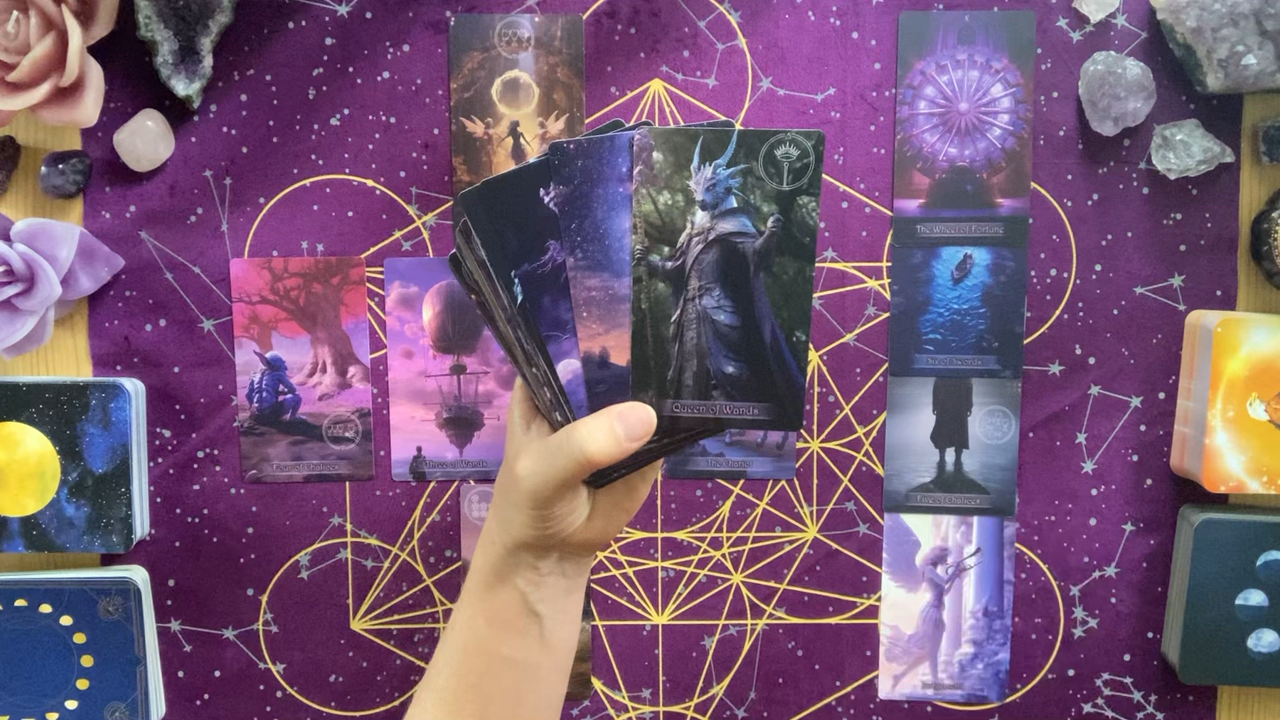 The Wheel of Fortune
Six of Swords
Queen of Wands
Four of Chalices
Three of Wands
The Chariot
Five of Chalices